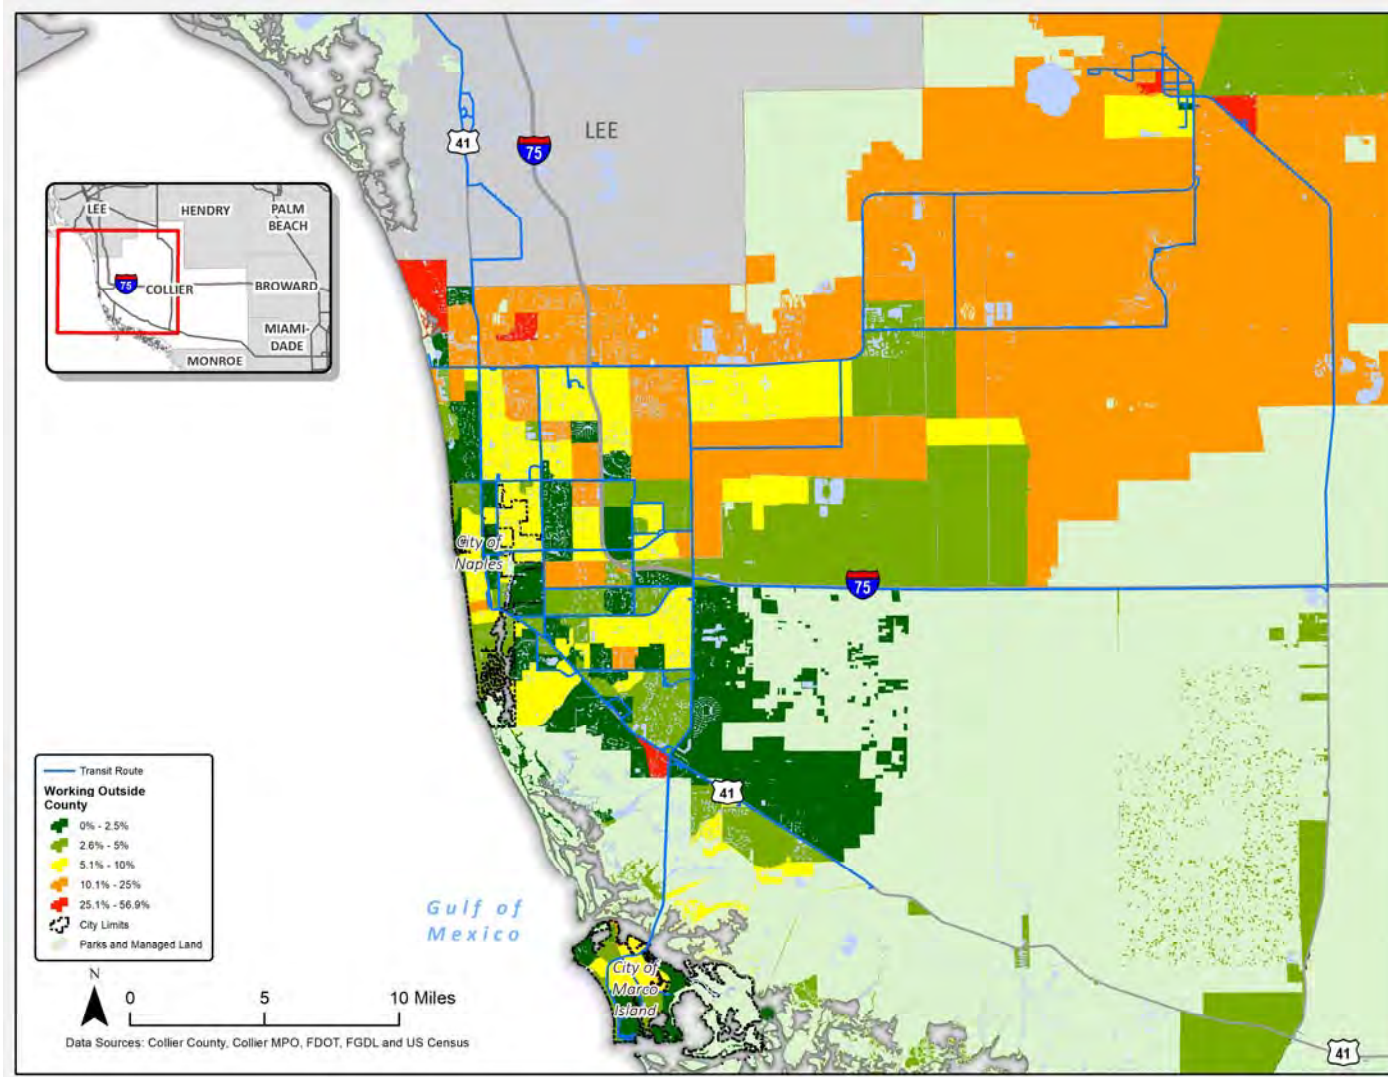 LEE
41
75
LEE
HENDRY
PALM
BEACH
75
COLLIER
BROWARD
MIAMI-
DADE
MONROE
City of
Naples
75
41
Transit Route
Working Outside
County
0% - 2.5%
2.6% - 5%
5.1% - 10%
10.1% - 25%
25.1% - 56.9%
City Limits
Parks and Managed Land
Gulf of
Mexico
City of
Marco
Island
N
0 5 10 Miles
Data Sources: Collier County, Collier MPO, FDOT, FGDL and US Census
41